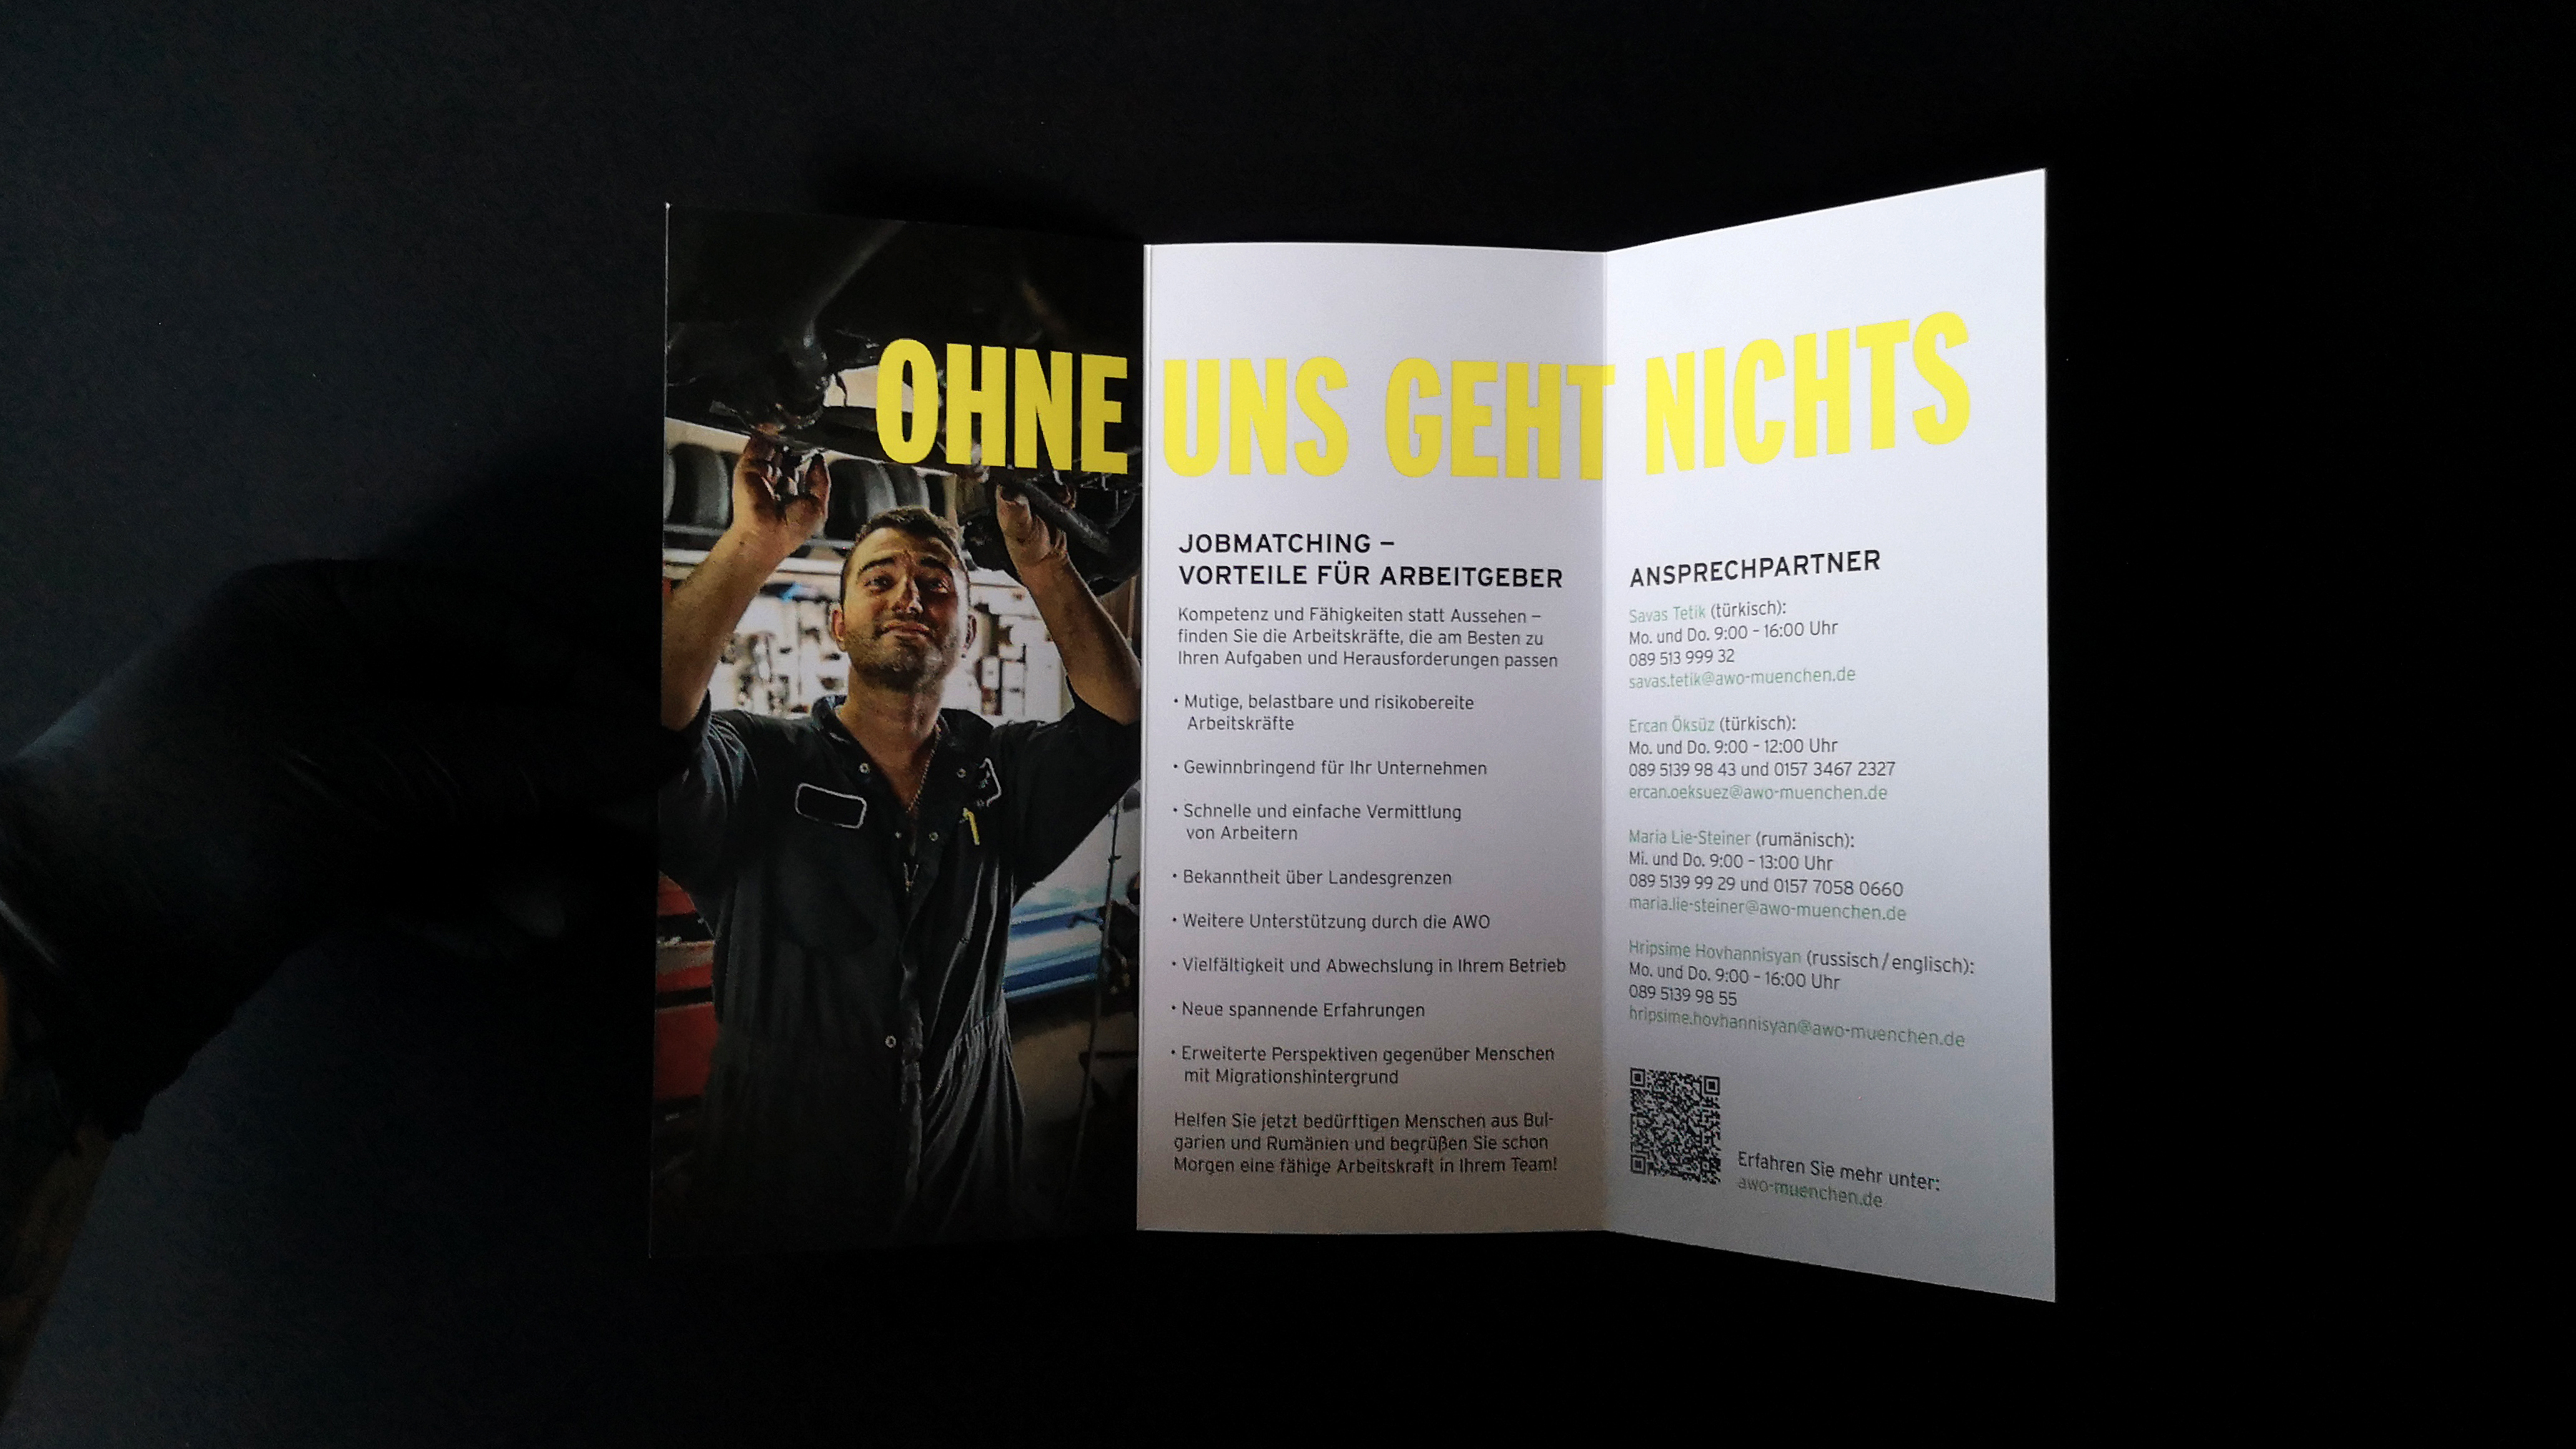 OHNE UNS GEHT NICHTS
JOBMATCHING –
VORTEILE FÜR ARBEITGEBER
Kompetenz und Fähigkeiten statt Aussehen –
finden Sie die Arbeitskräfte, die am Besten zu
Ihren Aufgaben und Herausforderungen passen
• Mutige, belastbare und risikobereite
Arbeitskräfte
• Gewinnbringend für Ihr Unternehmen
• Schnelle und einfache Vermittlung
von Arbeitern
• Bekanntheit über Landesgrenzen
• Weitere Unterstützung durch die AWO
• Vielfältigkeit und Abwechslung in Ihrem Betrieb
• Neue spannende Erfahrungen
• Erweiterte Perspektiven gegenüber Menschen
mit Migrationshintergrund
Helfen Sie jetzt bedürftigen Menschen aus Bul-
garien und Rumänien und begrüßen Sie schon
Morgen eine fähige Arbeitskraft in Ihrem Team!
ANSPRECHPARTNER
Savas Tetik (türkisch):
Mo. und Do. 9:00 – 16:00 Uhr
089 513 999 32
savas.tetik@awo-muenchen.de
Ercan Öksüz (türkisch):
Mo. und Do. 9:00 – 12:00 Uhr
089 5139 98 43 und 0157 3467 2327
ercan.oeksuez@awo-muenchen.de
Maria Lie-Steiner (rumänisch):
Mi. und Do. 9:00 – 13:00 Uhr
089 5139 99 29 und 0157 7058 0660
maria.lie-steiner@awo-muenchen.de
Hripsime Hovhannisyan (russisch / englisch):
Mo. und Do. 9:00 – 16:00 Uhr
089 5139 98 55
hripsime.hovhannisyan@awo-muenchen.de
Erfahren Sie mehr unter:
awo-muenchen.de